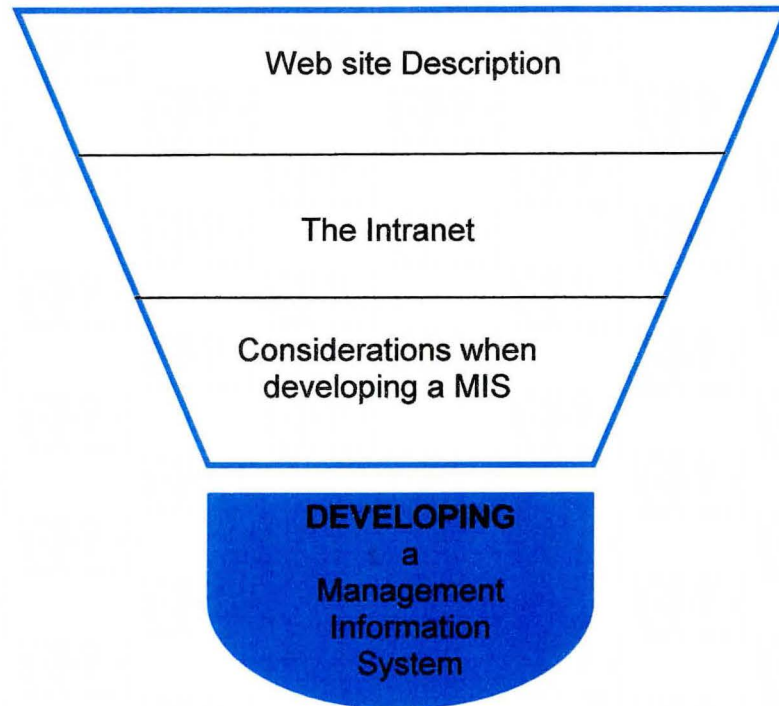 Web site Description
The Intranet
Considerations when
developing a MIS
DEVELOPING
a
Management
Information
System